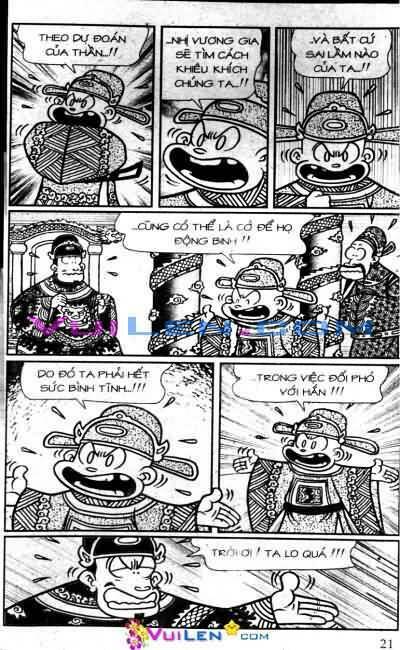 THEO DỰ ĐOÁN
CỦA THẦN...!!
...NHỊ VƯƠNG GIA
SẼ TÌM CÁCH
KHIÊU KHÍCH
CHÚNG TA...!!
...VÀ BẤT CỨ
SAI LẦM NÀO
CỦA TA...!!
...CŨNG CÓ THỂ LÀ CỚ ĐỂ HỌ
ĐỘNG BINH !!
VUILEN.COM
DO ĐÓ TA PHẢI HẾT
SỨC BÌNH TĨNH...!!!
...TRONG VIỆC ĐỐI PHÓ
VỚI HẮN !!!
TRỜI ƠI ! TA LO QUÁ !!!
VUILEN.COM
21